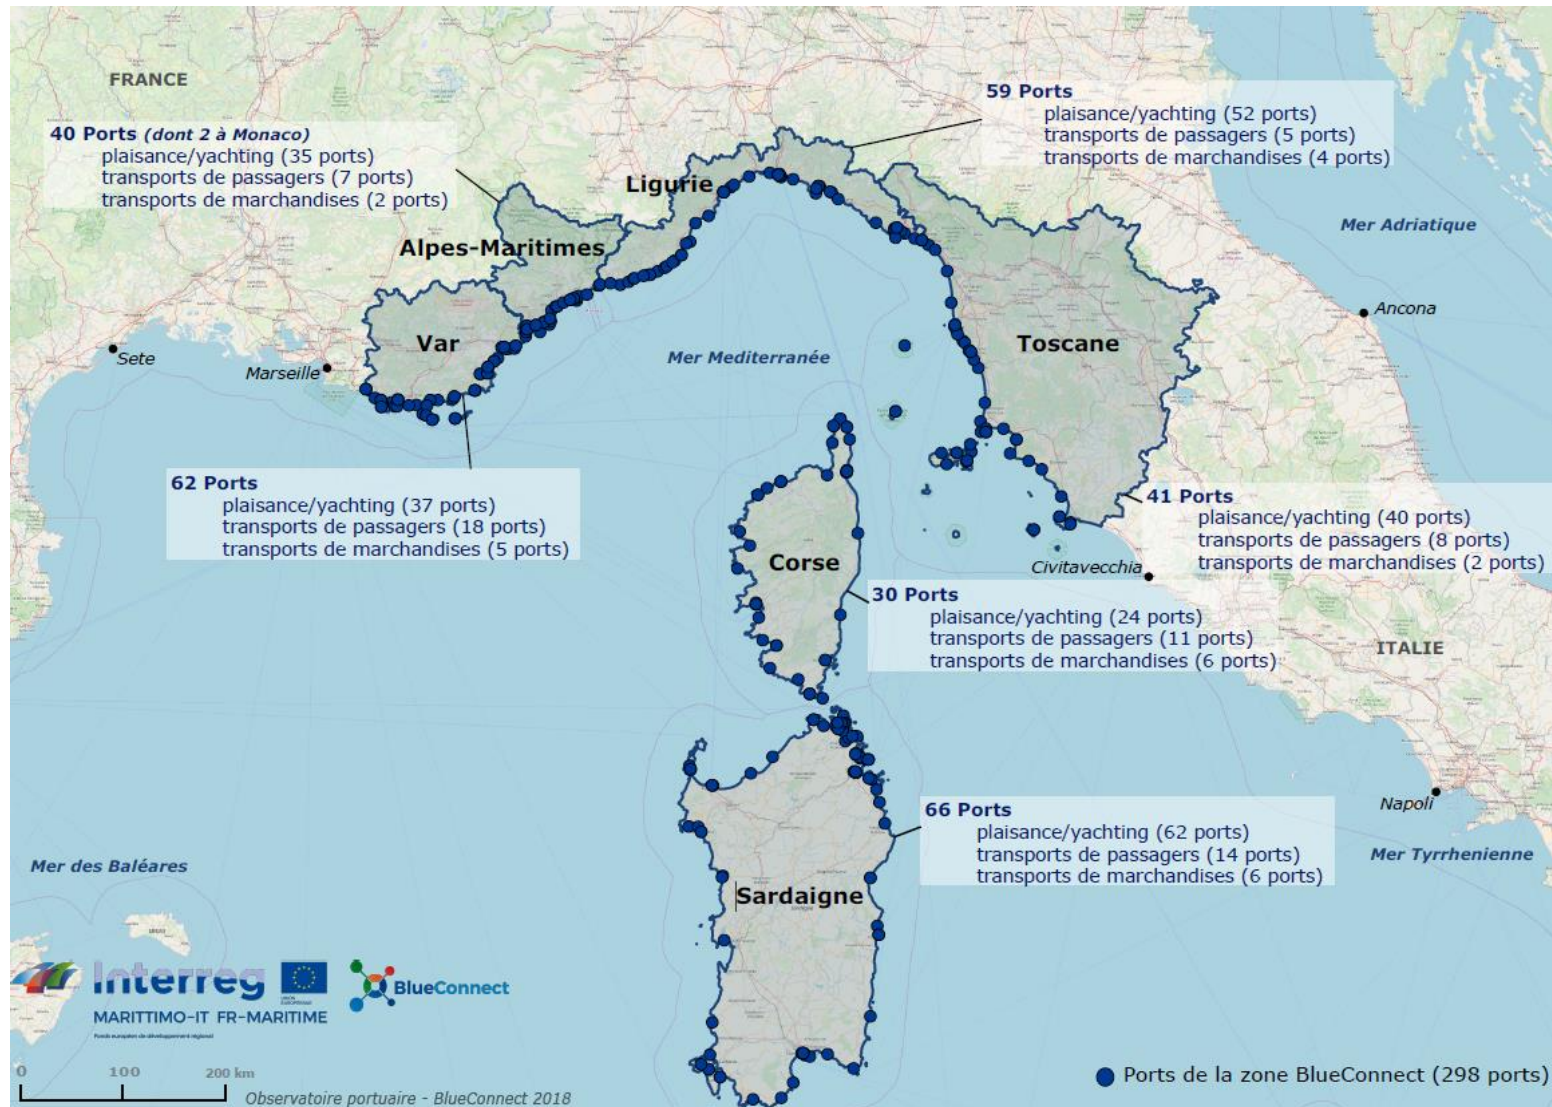 FRANCE
59 Ports
plaisance/yachting (52 ports)
transports de passagers (5 ports)
transports de marchandises (4 ports)
40 Ports (dont 2 à Monaco)
plaisance/yachting (35 ports)
transports de passagers (7 ports)
transports de marchandises (2 ports)
Ligurie
Mer Adriatique
Alpes-Maritimes
Ancona
Var
Toscane
Sete
Mer Mediterranée
Marseille
62 Ports
plaisance/yachting (37 ports)
transports de passagers (18 ports)
transports de marchandises (5 ports)
41 Ports
plaisance/yachting (40 ports)
transports de passagers (8 ports)
transports de marchandises (2 ports)
Civitavecchia
Corse
30 Ports
plaisance/yachting (24 ports)
transports de passagers (11 ports)
transports de marchandises (6 ports)
ITALIE
66 Ports
plaisance/yachting (62 ports)
transports de passagers (14 ports)
transports de marchandises (6 ports)
Napoli
Mer Tyrrhenienne
Mer des Baléares
Sardaigne
Interreg
UNION EUROPÉENNE
BlueConnect
MARITTIMO-IT FR-MARITIME
Fonds européen de développement régional
0 100 200 km
Observatoire portuaire - BlueConnect 2018
Ports de la zone BlueConnect (298 ports)